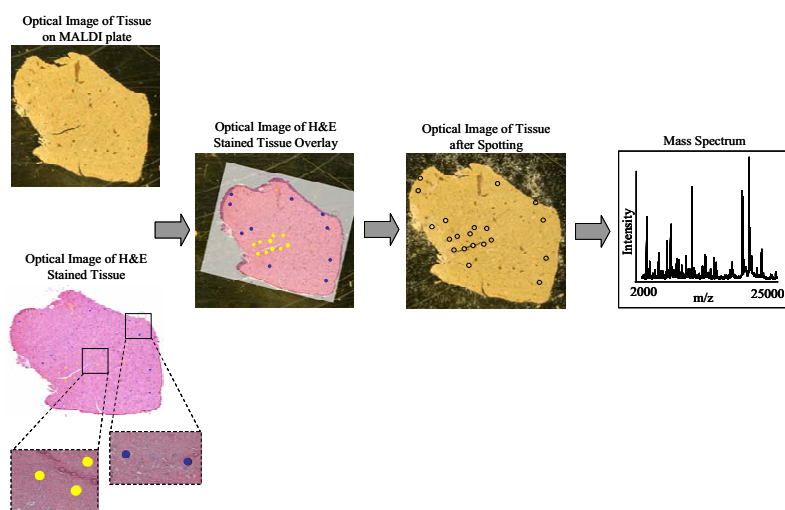 Optical Image of Tissue
on MALDI plate
Optical Image of H&E
Stained Tissue Overlay
Optical Image of Tissue
after Spotting
Mass Spectrum
Intensity
2000
25000
m/z
Optical Image of H&E
Stained Tissue